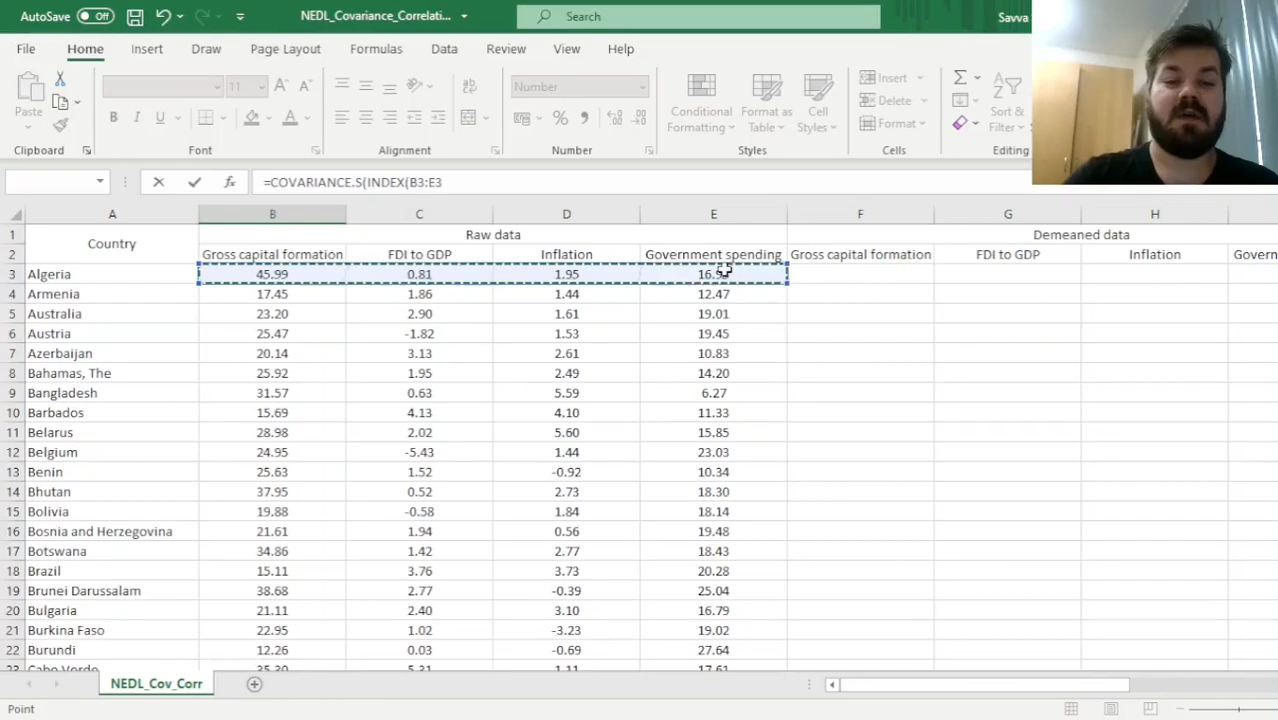 AutoSave Off NEDL_Covariance_Correlati... Search Savva
File Home Insert Draw Page Layout Formulas Data Review View Help
11 A A Number Insert
Paste B I U A % Conditional Formatting Format as Table Cell Styles Delete Sort & Filter
Format
Clipboard Font Alignment Number Styles Cells Editing
=COVARIANCE.S(INDEX(B3:E3
A B C D E F G H
1 Country Raw data Demeaned data
2 Gross capital formation FDI to GDP Inflation Government spending Gross capital formation FDI to GDP Inflation
3 Algeria 45.99 0.81 1.95
4 Armenia 17.45 1.86 1.44 12.47
5 Australia 23.20 2.90 1.61 19.01
6 Austria 25.47 -1.82 1.53 19.45
7 Azerbaijan 20.14 3.13 2.61 10.83
8 Bahamas, The 25.92 1.95 2.49 14.20
9 Bangladesh 31.57 0.63 5.59 6.27
10 Barbados 15.69 4.13 4.10 11.33
11 Belarus 28.98 2.02 5.60 15.85
12 Belgium 24.95 -5.43 1.44 23.03
13 Benin 25.63 1.52 -0.92 10.34
14 Bhutan 37.95 0.52 2.73 18.30
15 Bolivia 19.88 -0.58 1.84 18.14
16 Bosnia and Herzegovina 21.61 1.94 0.56 19.48
17 Botswana 34.86 1.42 2.77 18.43
18 Brazil 15.11 3.76 3.73 20.28
19 Brunei Darussalam 38.68 2.77 -0.39 25.04
20 Bulgaria 21.11 2.40 3.10 16.79
21 Burkina Faso 22.95 1.02 -3.23 19.02
22 Burundi 12.26 0.03 -0.69 27.64
23 Cabo Verde 35.30 5.31 1.11 17.61
NEDL_Cov_Corr
Point